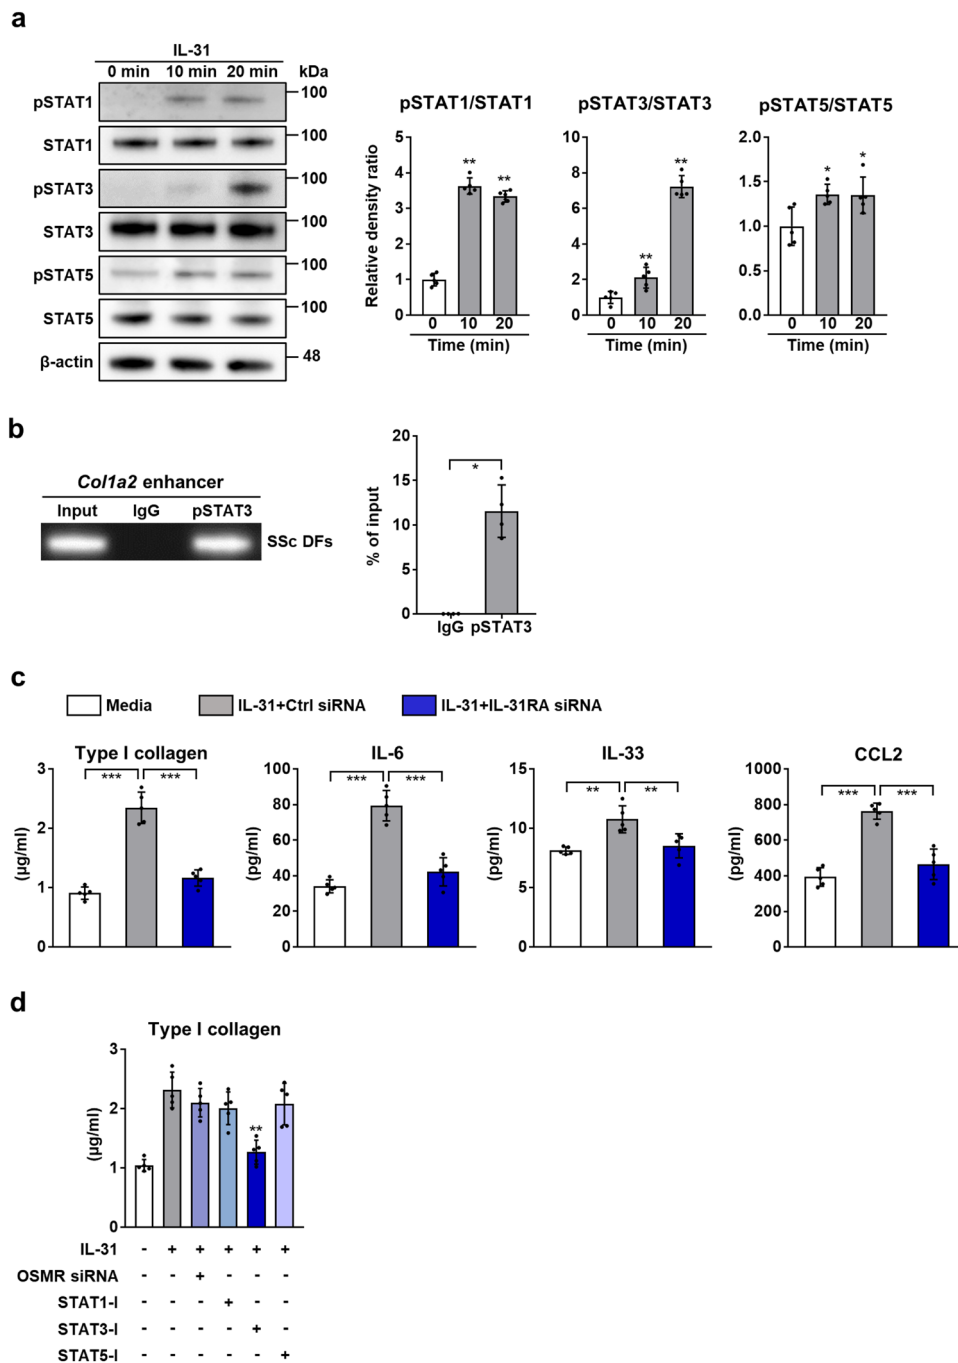 a
IL-31
0 min 10 min 20 min kDa
pSTAT1 100
STAT1 100
pSTAT3 100
STAT3 100
pSTAT5 100
STAT5 100
β-actin 48
pSTAT1/STAT1
Relative density ratio
5
4
3
2
1
0
** **
0 10 20
Time (min)
pSTAT3/STAT3
10
8
6
4
2
0
** **
0 10 20
Time (min)
pSTAT5/STAT5
2.0
1.5
1.0
0.5
0.0
* *
0 10 20
Time (min)
b
Col1a2 enhancer
Input IgG pSTAT3
SSc DFs
% of input
20
15
10
5
0
*
IgG pSTAT3
c
Media IL-31+Ctrl siRNA IL-31+IL-31RA siRNA
Type I collagen
(μg/ml)
3
2
1
0
*** ***
IL-6
(pg/ml)
100
80
60
40
20
0
*** ***
IL-33
(pg/ml)
15
10
5
0
** **
CCL2
(pg/ml)
1000
800
600
400
200
0
*** ***
d
Type I collagen
(μg/ml)
3
2
1
0
**
IL-31 - + + + + +
OSMR siRNA - - + - - -
STAT1-I - - - + - -
STAT3-I - - - - + -
STAT5-I - - - - - +